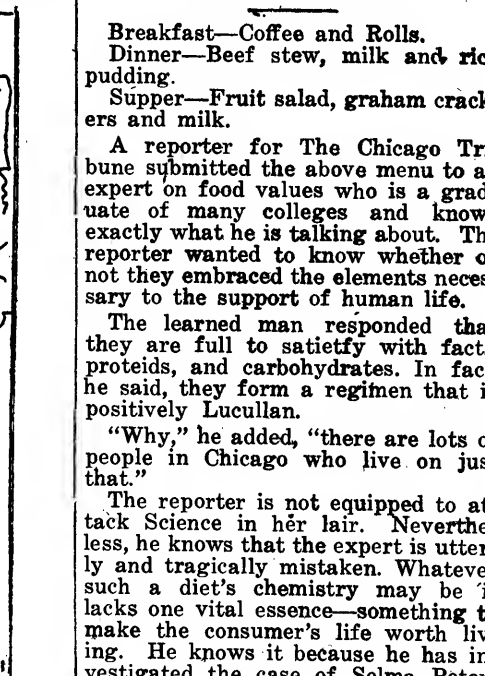 Breakfast—Coffee and Rolls.
Dinner—Beef stew, milk and ric
pudding.
Supper—Fruit salad, graham crack
ers and milk.
A reporter for The Chicago Tri
bune submitted the above menu to a
expert on food values who is a grad
uate of many colleges and know
exactly what he is talking about. Th
reporter wanted to know whether o
not they embraced the elements neces
sary to the support of human life.
The learned man responded tha
they are full to satietfy with fact
proteids, and carbohydrates. In fac
he said, they form a regimen that i
positively Lucullan.
"Why," he added, "there are lots o
people in Chicago who live on jus
that."
The reporter is not equipped to at
tack Science in her lair. Neverthe
less, he knows that the expert is utter
ly and tragically mistaken. Whateve
such a diet's chemistry may be i
lacks one vital essence—something t
make the consumer's life worth liv
ing. He knows it because he has in
vestigated the case of Selma